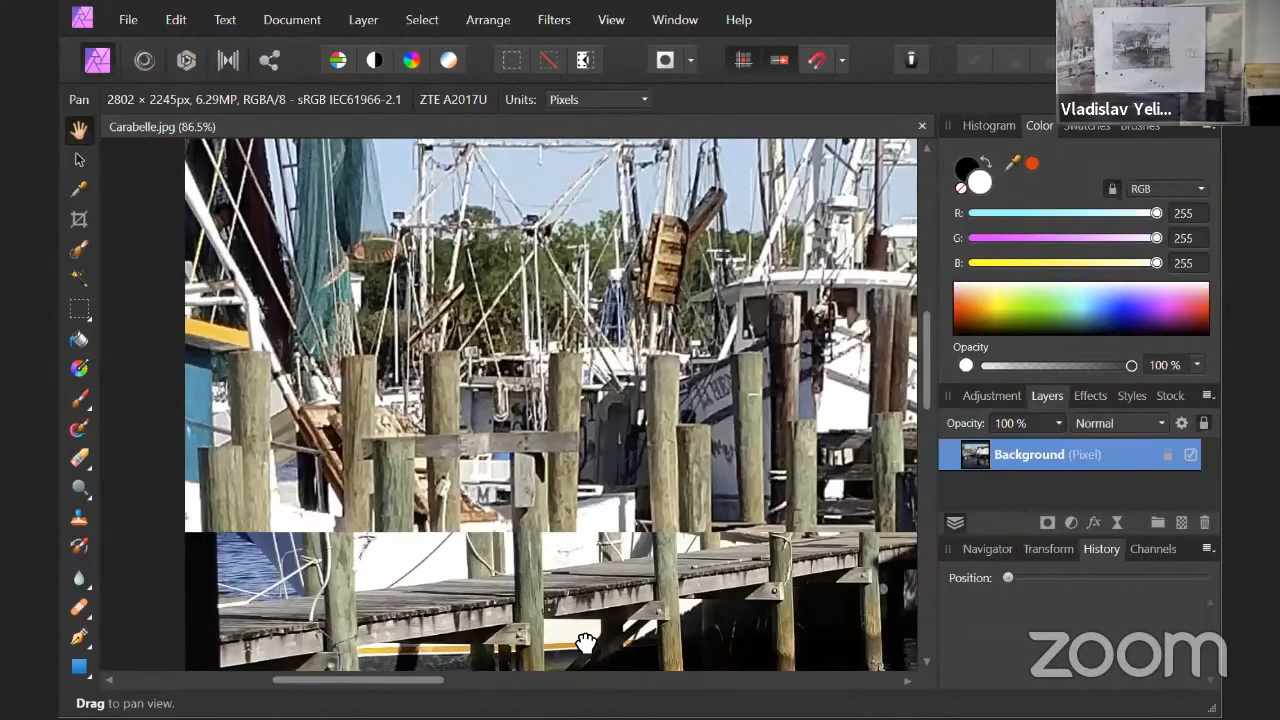 File Edit Text Document Layer Select Arrange Filters View Window Help
Pan 2802 × 2245px, 6.29MP, RGBA/8 - sRGB IEC61966-2.1 ZTE A2017U Units: Pixels
Vladislav Yeli...
Carabelle.jpg (86.5%)
Histogram Color Swatches Brushes
RGB
R: 255
G: 255
B: 255
Opacity
100 %
Adjustment Layers Effects Styles Stock
Opacity: 100 % Normal
Background (Pixel)
Navigator Transform History Channels
Position:
zoom
Drag to pan view.